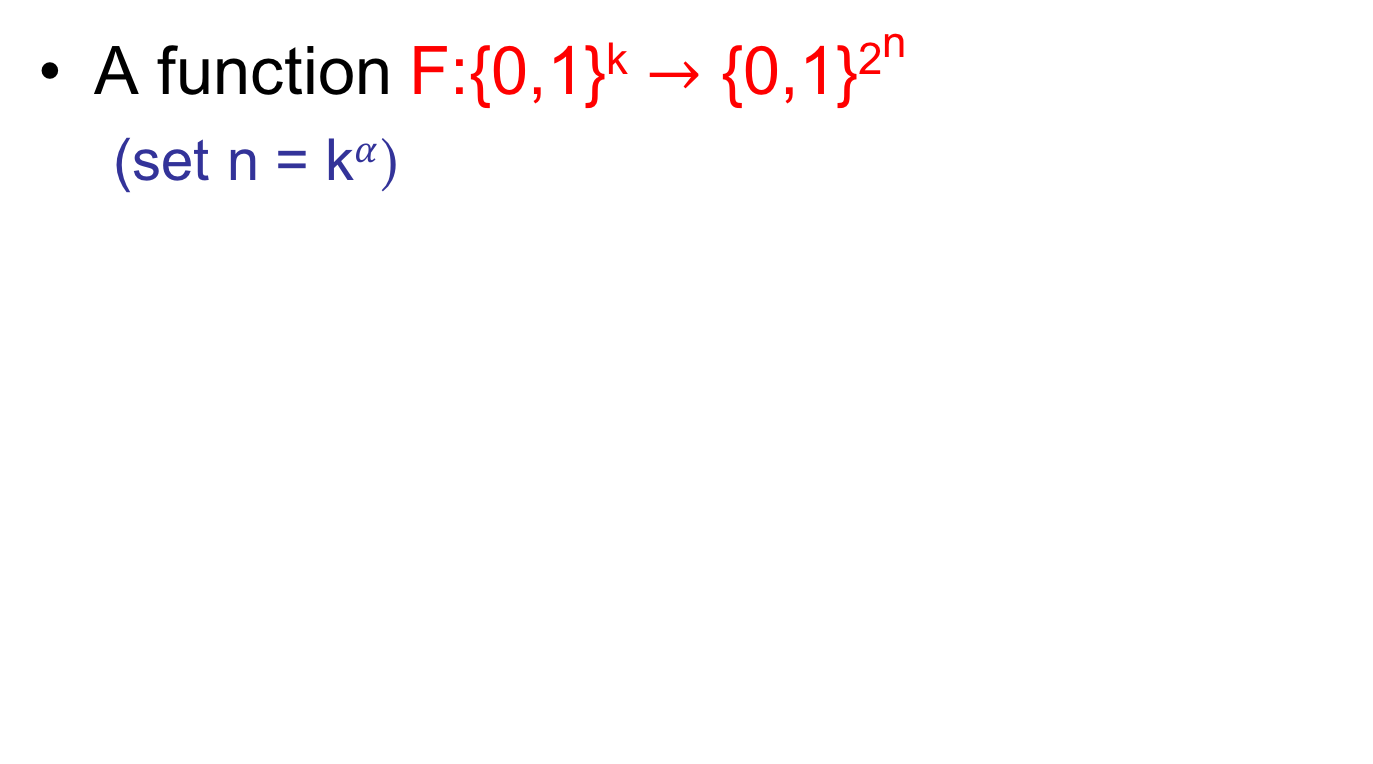 • A function F:{0,1}ᵏ → {0,1}^2^n
(set n = k^α)